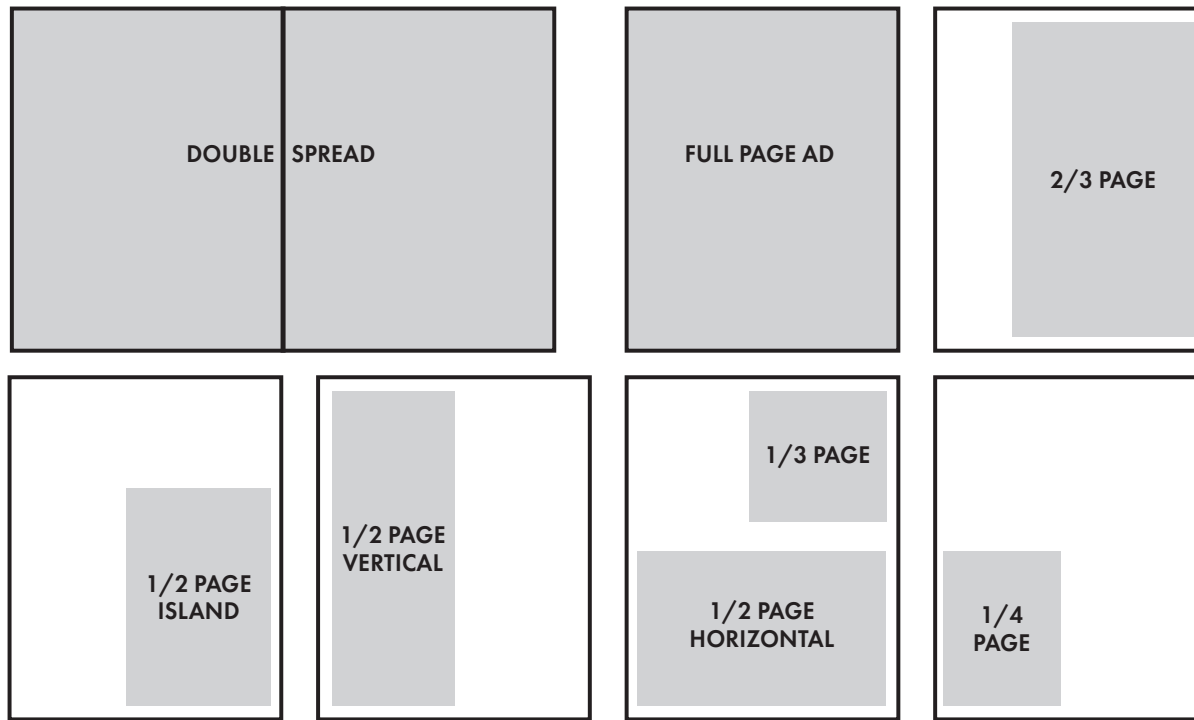 DOUBLE SPREAD
FULL PAGE AD
2/3 PAGE
1/2 PAGE
ISLAND
1/2 PAGE
VERTICAL
1/3 PAGE
1/2 PAGE
HORIZONTAL
1/4
PAGE